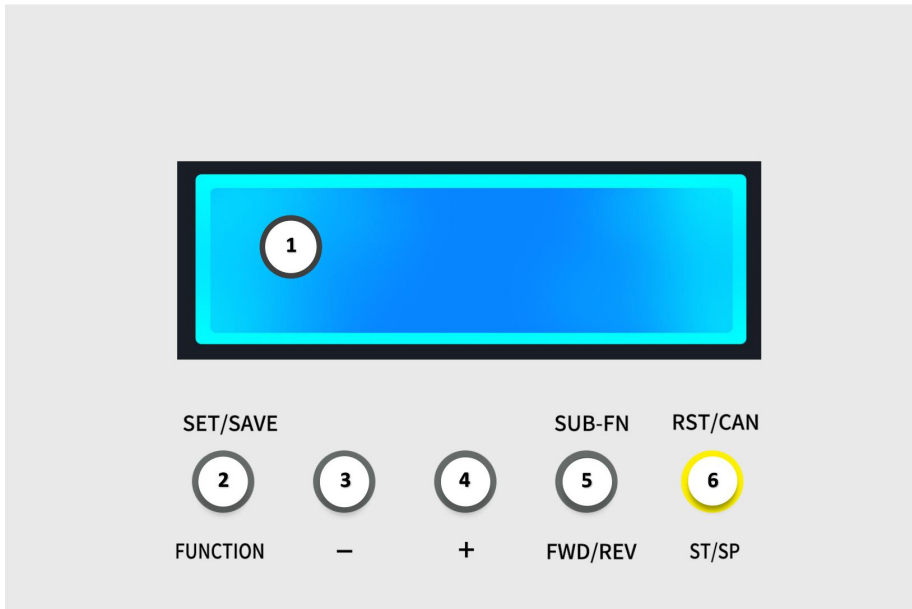 1
SET/SAVE SUB-FN RST/CAN
2 3 4 5 6
FUNCTION − + FWD/REV ST/SP